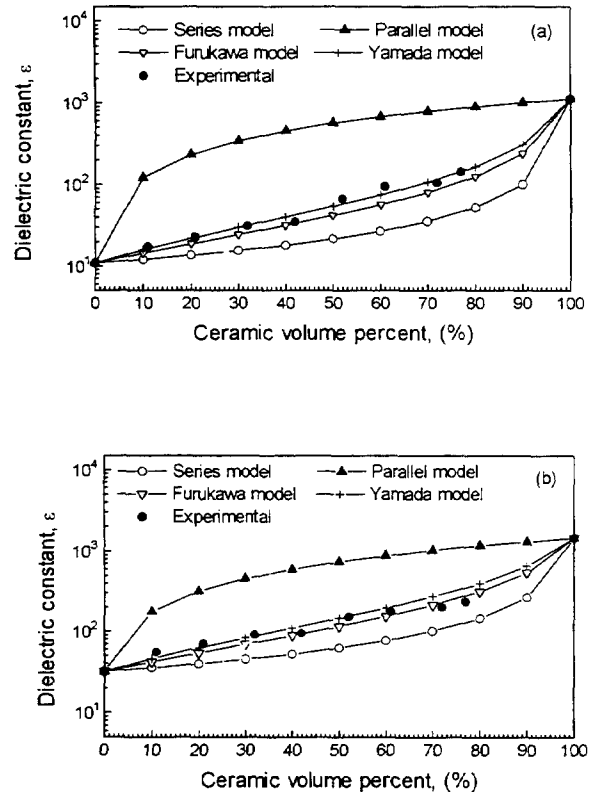 10⁴
Series model
Parallel model
(a)
Furukawa model
Yamada model
Experimental
10³
10²
10¹
Dielectric constant, ε
0 10 20 30 40 50 60 70 80 90 100
Ceramic volume percent, (%)
10⁴
Series model
Parallel model
(b)
Furukawa model
Yamada model
Experimental
10³
10²
10¹
Dielectric constant, ε
0 10 20 30 40 50 60 70 80 90 100
Ceramic volume percent, (%)